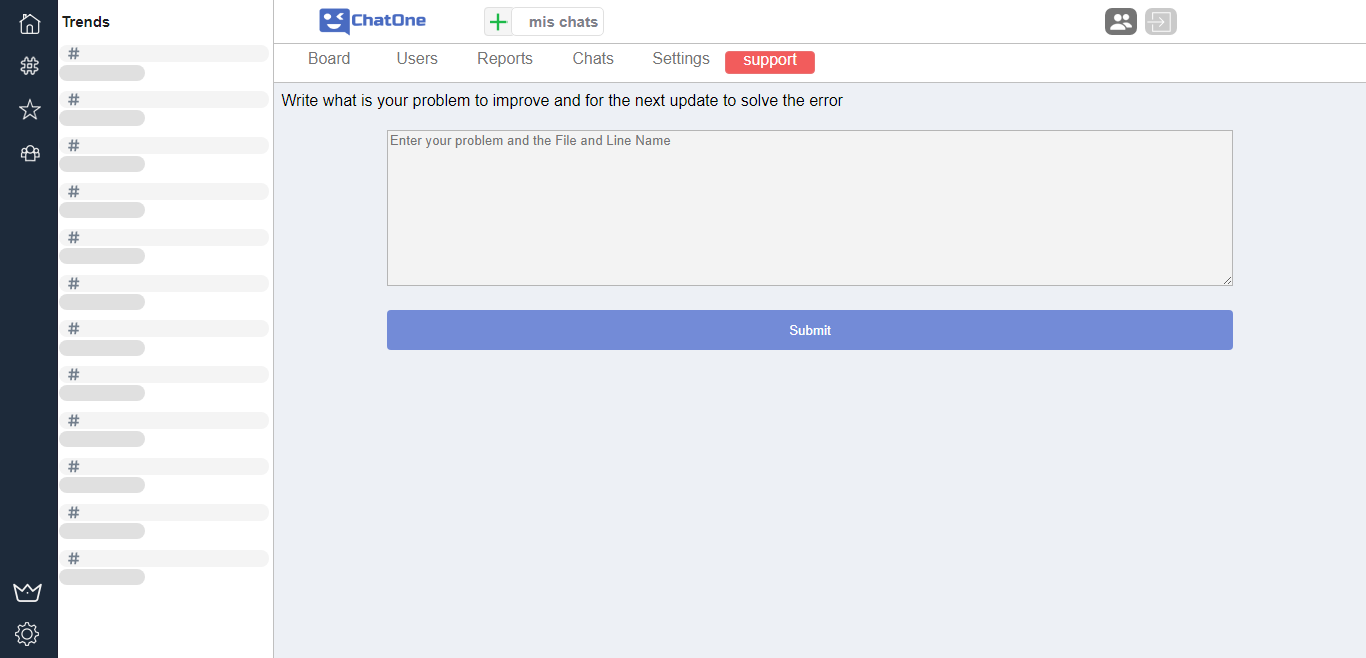 Trends
#
#
#
#
#
#
#
#
#
#
#
#
ChatOne
+ mis chats
Board Users Reports Chats Settings support
Write what is your problem to improve and for the next update to solve the error
Enter your problem and the File and Line Name
Submit